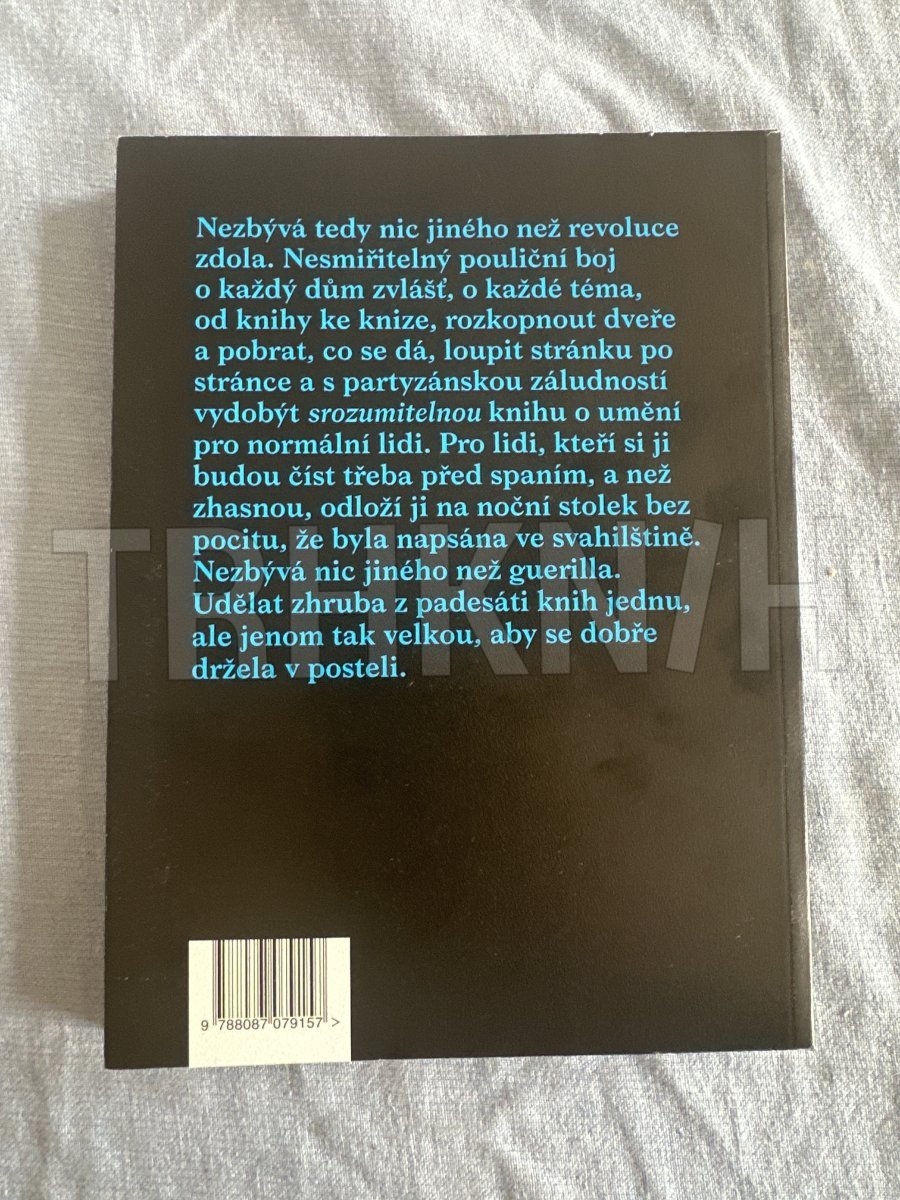 Nezbývá tedy nic jiného než revoluce
zdola. Nesmiřitelný pouliční boj
o každý dům zvlášť, o každé téma,
od knihy ke knize, rozkopnout dveře
a pobrat, co se dá, loupit stránku po
stránce a s partyzánskou záludností
vydobýt srozumitelnou knihu o umění
pro normální lidi. Pro lidi, kteří si ji
budou číst třeba před spaním, a než
zhasnou, odloží ji na noční stolek bez
pocitu, že byla napsána ve svahilštině.
Nezbývá nic jiného než guerilla.
Udělat zhruba z padesáti knih jednu,
ale jenom tak velkou, aby se dobře
držela v posteli.
TRHKNIH
9 788087 079157 >